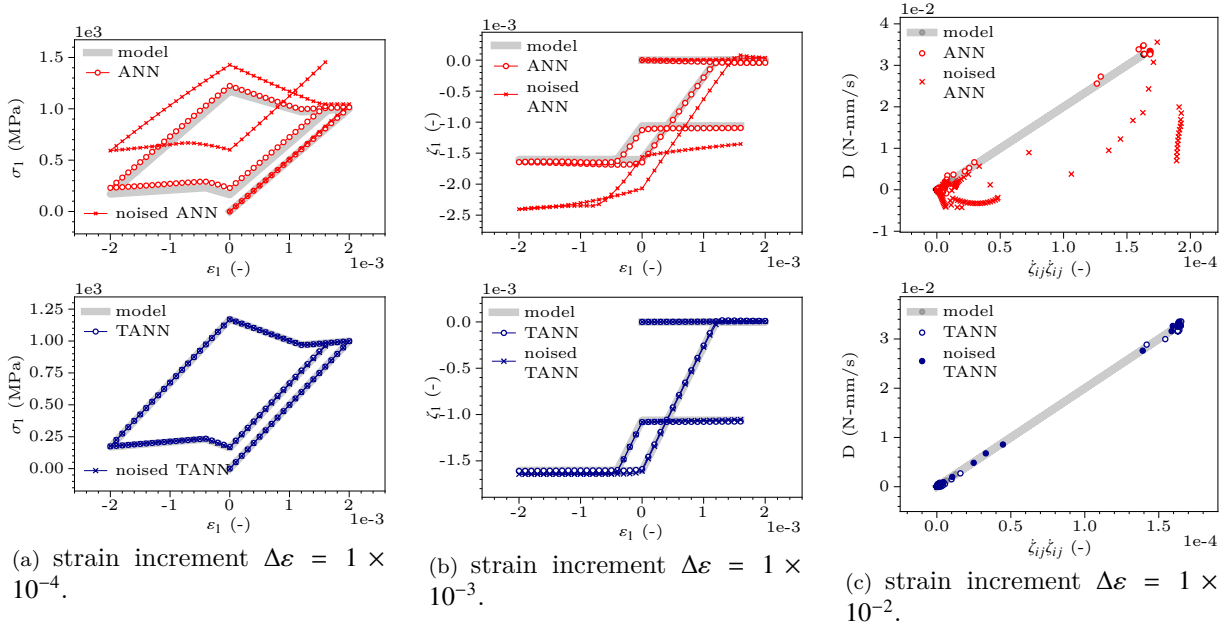 1e3
model
ANN
noised ANN
σ1 (MPa)
1.5
1.0
0.5
0.0
-2
-1
0
1
2
ε1 (-)
1e-3
1e-3
model
ANN
noised
ANN
ζ1 (-)
0.0
-0.5
-1.0
-1.5
-2.0
-2.5
-2
-1
0
1
2
ε1 (-)
1e-3
1e-2
model
ANN
noised
ANN
D (N-mm/s)
4
3
2
1
0
-1
0.0
0.5
1.0
1.5
2.0
ζ̇ij ζ̇ij (-)
1e-4
1e3
model
TANN
noised TANN
σ1 (MPa)
1.25
1.00
0.75
0.50
0.25
0.00
-2
-1
0
1
2
ε1 (-)
1e-3
1e-3
model
TANN
noised
TANN
ζ1 (-)
0.0
-0.5
-1.0
-1.5
-2
-1
0
1
2
ε1 (-)
1e-3
1e-2
model
TANN
noised
TANN
D (N-mm/s)
4
2
0
0.0
0.5
1.0
1.5
ζ̇ij ζ̇ij (-)
1e-4
(a) strain increment Δε = 1 ×
10−4.
(b) strain increment Δε = 1 ×
10−3.
(c) strain increment Δε = 1 ×
10−2.